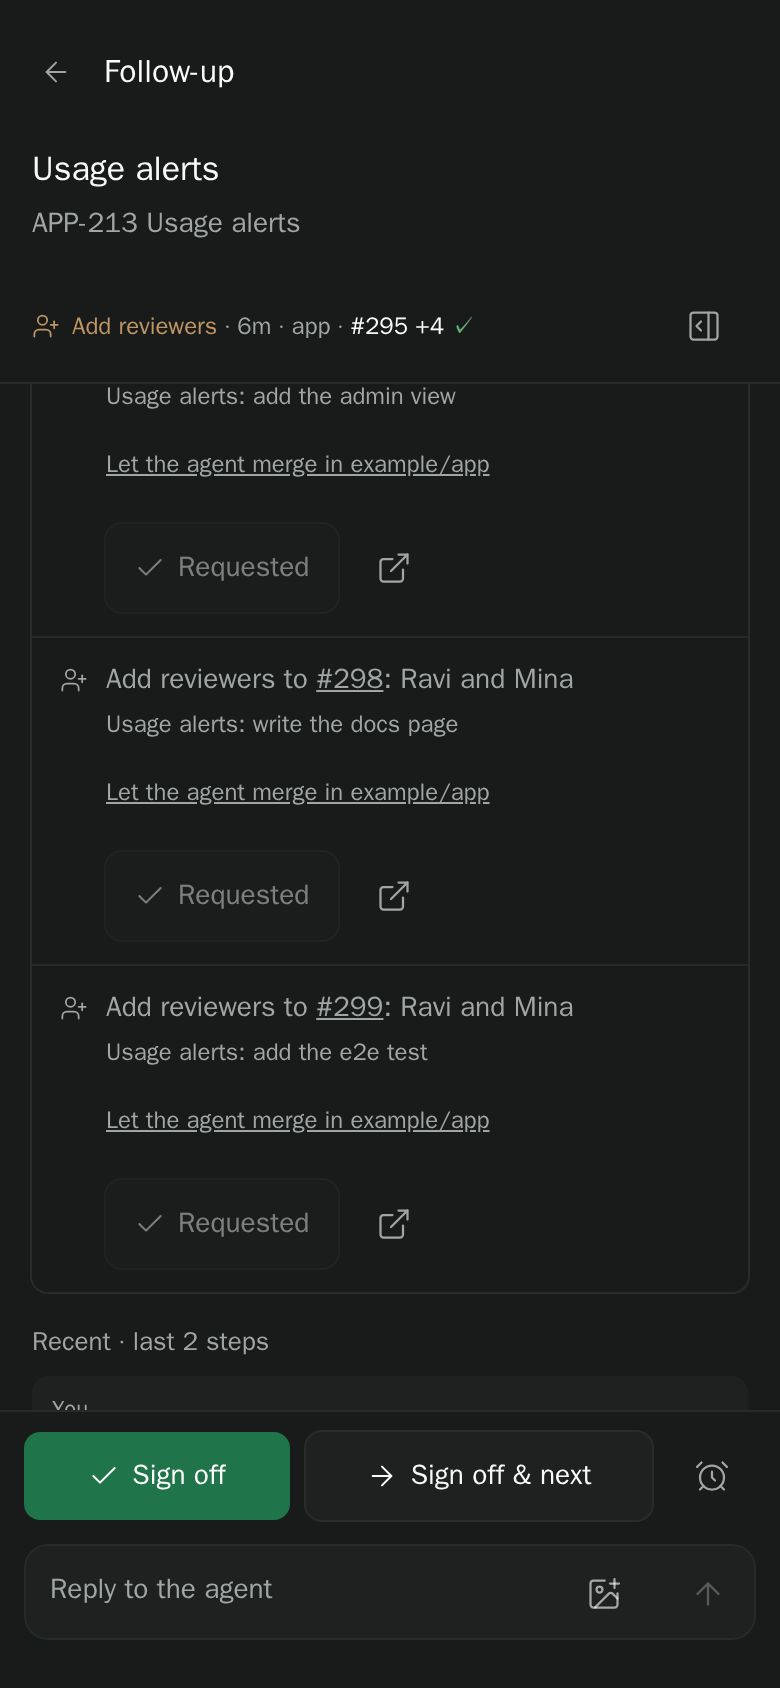 Follow-up
Usage alerts
APP-213 Usage alerts
Add reviewers · 6m · app · #295 +4 ✓
Usage alerts: add the admin view
Let the agent merge in example/app
Requested
Add reviewers to #298: Ravi and Mina
Usage alerts: write the docs page
Let the agent merge in example/app
Requested
Add reviewers to #299: Ravi and Mina
Usage alerts: add the e2e test
Let the agent merge in example/app
Requested
Recent · last 2 steps
You
Sign off
Sign off & next
Reply to the agent